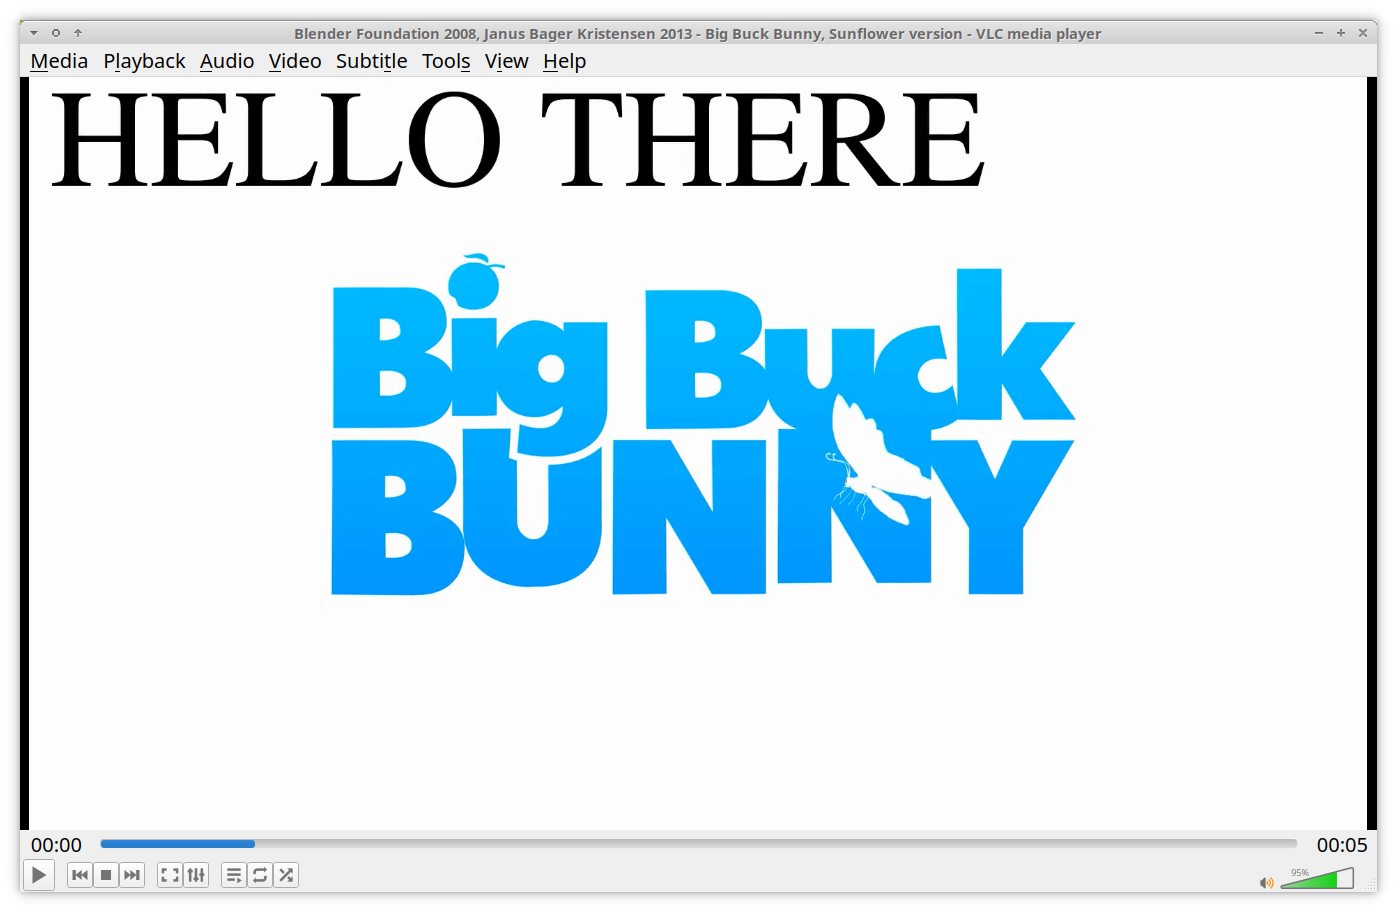 Blender Foundation 2008, Janus Bager Kristensen 2013 - Big Buck Bunny, Sunflower version - VLC media player
Media Playback Audio Video Subtitle Tools View Help
HELLO THERE
Big Buck
BUNNY
00:00 00:05
95%